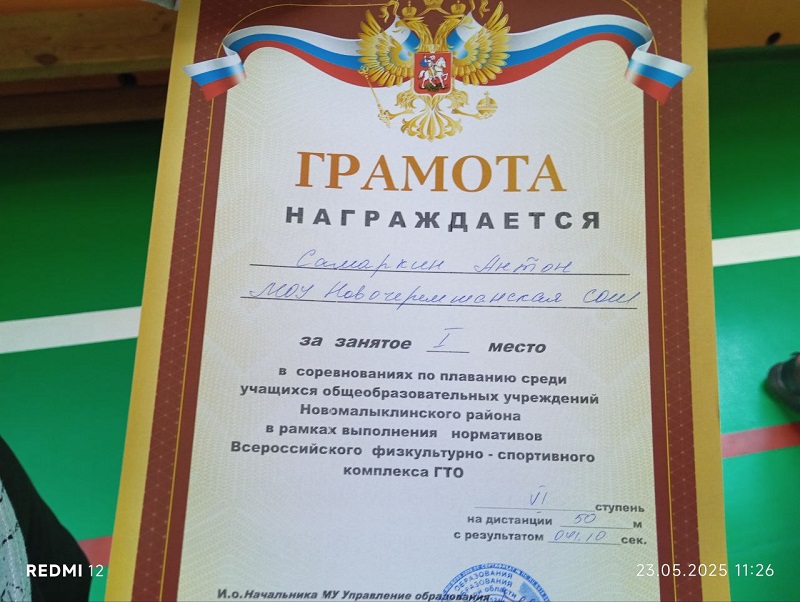 ГРАМОТА
НАГРАЖДАЕТСЯ
Самаркин Антон
МОУ Новочеремшанская СОШ
за занятое I место
в соревнованиях по плаванию среди
учащихся общеобразовательных учреждений
Новомалыклинского района
в рамках выполнения нормативов
Всероссийского физкультурно - спортивного
комплекса ГТО
VI ступень
на дистанции 50 м
с результатом 041.10 сек.
И.о.Начальника МУ Управление образования
ОБРАЗОВАНИЯ
REDMI 12
23.05.2025 11:26